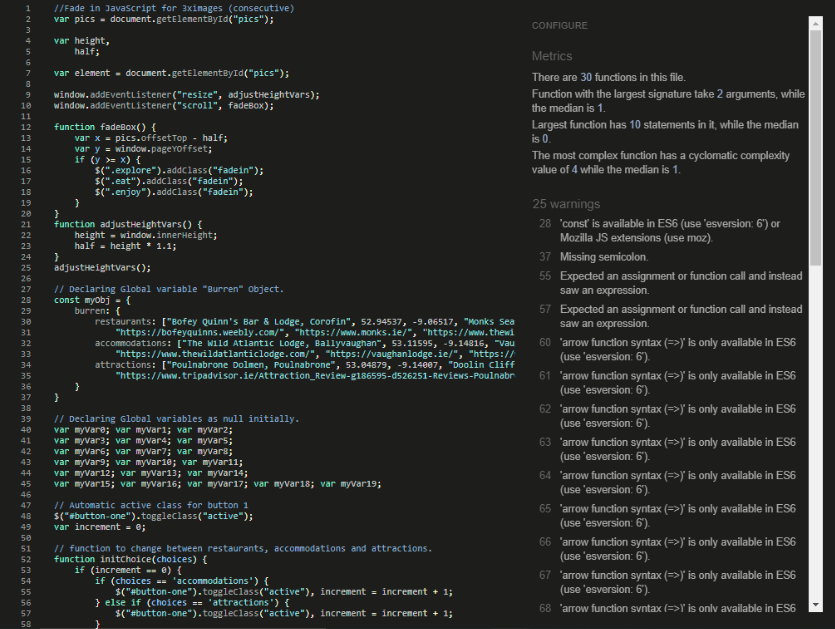 1 //Fade in JavaScript for 3ximages (consecutive)
2 var pics = document.getElementById("pics");
3
4 var height,
5 half;
6
7 var element = document.getElementById("pics");
8
9 window.addEventListener("resize", adjustHeightVars);
10 window.addEventListener("scroll", fadeBox);
11
12 function fadeBox() {
13 var x = pics.offsetTop - half;
14 var y = window.pageYOffset;
15 if (y >= x) {
16 $(".explore").addClass("fadein");
17 $(".eat").addClass("fadein");
18 $(".enjoy").addClass("fadein");
19 }
20 }
21 function adjustHeightVars() {
22 height = window.innerHeight;
23 half = height * 1.1;
24 }
25 adjustHeightVars();
26
27 // Declaring Global variable "Burren" Object.
28 const myObj = {
29 burren: {
30 restaurants: ["Bofey Quinn's Bar & Lodge, Corofin", 52.94537, -9.06517, "Monks Sea
31 "https://bofeyquinns.weebly.com/", "https://www.monks.ie/", "https://www.thewi
32 accommodations: ["The Wild Atlantic Lodge, Ballyvaughan", 53.11595, -9.14816, "Vau
33 "https://www.thewildatlanticlodge.com/", "https://vaughanlodge.ie/", "https://
34 attractions: ["Poulnabrone Dolmen, Poulnabrone", 53.04879, -9.14007, "Doolin Cliff
35 "https://www.tripadvisor.ie/Attraction_Review-g186595-d526251-Reviews-Poulnabr
36 }
37 }
38
39 // Declaring Global variables as null initially.
40 var myVar0; var myVar1; var myVar2;
41 var myVar3; var myVar4; var myVar5;
42 var myVar6; var myVar7; var myVar8;
43 var myVar9; var myVar10; var myVar11;
44 var myVar12; var myVar13; var myVar14;
45 var myVar15; var myVar16; var myVar17; var myVar18; var myVar19;
46
47 // Automatic active class for button 1
48 $("#button-one").toggleClass("active");
49 var increment = 0;
50
51 // function to change between restaurants, accommodations and attractions.
52 function initChoice(choices) {
53 if (increment == 0) {
54 if (choices == 'accommodations') {
55 $("#button-one").toggleClass("active"), increment = increment + 1;
56 } else if (choices == 'attractions') {
57 $("#button-one").toggleClass("active"), increment = increment + 1;
58 }
CONFIGURE
Metrics
There are 30 functions in this file.
Function with the largest signature take 2 arguments, while
the median is 1.
Largest function has 10 statements in it, while the median
is 0.
The most complex function has a cyclomatic complexity
value of 4 while the median is 1.
25 warnings
28 'const' is available in ES6 (use 'esversion: 6') or
Mozilla JS extensions (use moz).
37 Missing semicolon.
55 Expected an assignment or function call and instead
saw an expression.
57 Expected an assignment or function call and instead
saw an expression.
60 'arrow function syntax (=>)' is only available in ES6
(use 'esversion: 6').
61 'arrow function syntax (=>)' is only available in ES6
(use 'esversion: 6').
62 'arrow function syntax (=>)' is only available in ES6
(use 'esversion: 6').
63 'arrow function syntax (=>)' is only available in ES6
(use 'esversion: 6').
64 'arrow function syntax (=>)' is only available in ES6
(use 'esversion: 6').
65 'arrow function syntax (=>)' is only available in ES6
(use 'esversion: 6').
66 'arrow function syntax (=>)' is only available in ES6
(use 'esversion: 6').
67 'arrow function syntax (=>)' is only available in ES6
(use 'esversion: 6').
68 'arrow function syntax (=>)' is only available in ES6